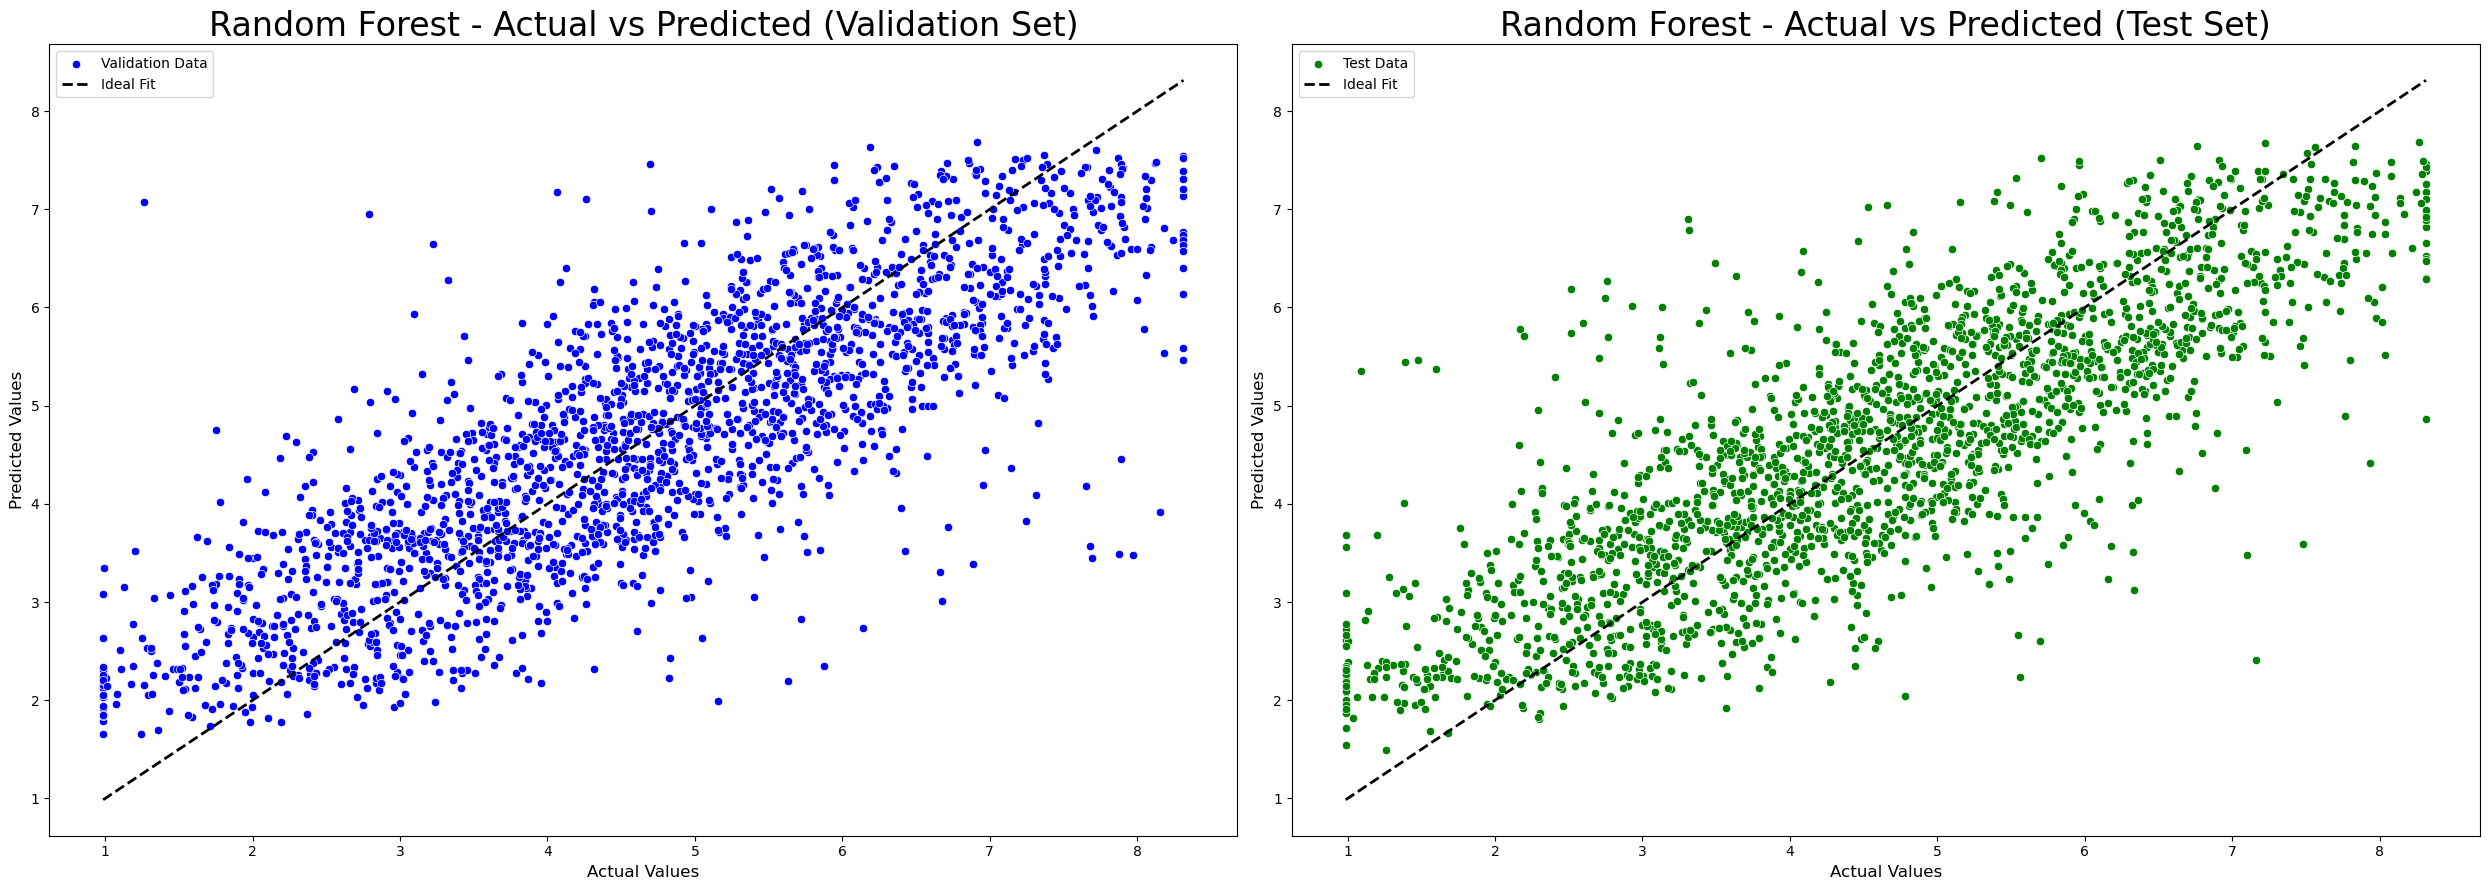 Random Forest - Actual vs Predicted (Validation Set)
Validation Data
Ideal Fit
Predicted Values
8
7
6
5
4
3
2
1
1 2 3 4 5 6 7 8
Actual Values
Random Forest - Actual vs Predicted (Test Set)
Test Data
Ideal Fit
Predicted Values
8
7
6
5
4
3
2
1
1 2 3 4 5 6 7 8
Actual Values